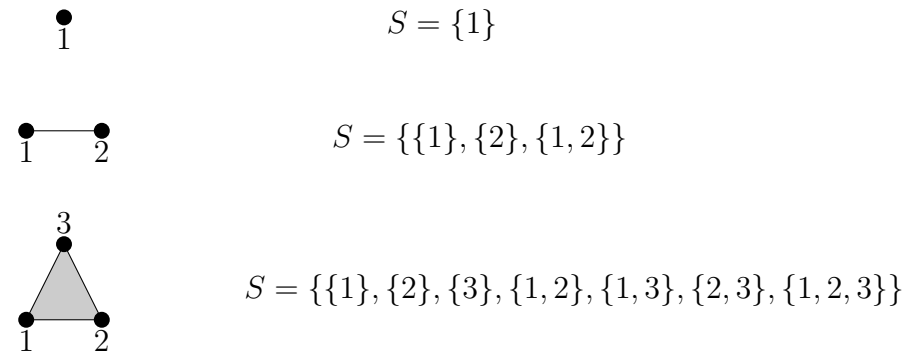 1 S = {1}
1 2 S = {{1}, {2}, {1, 2}}
3
S = {{1}, {2}, {3}, {1, 2}, {1, 3}, {2, 3}, {1, 2, 3}}
1 2